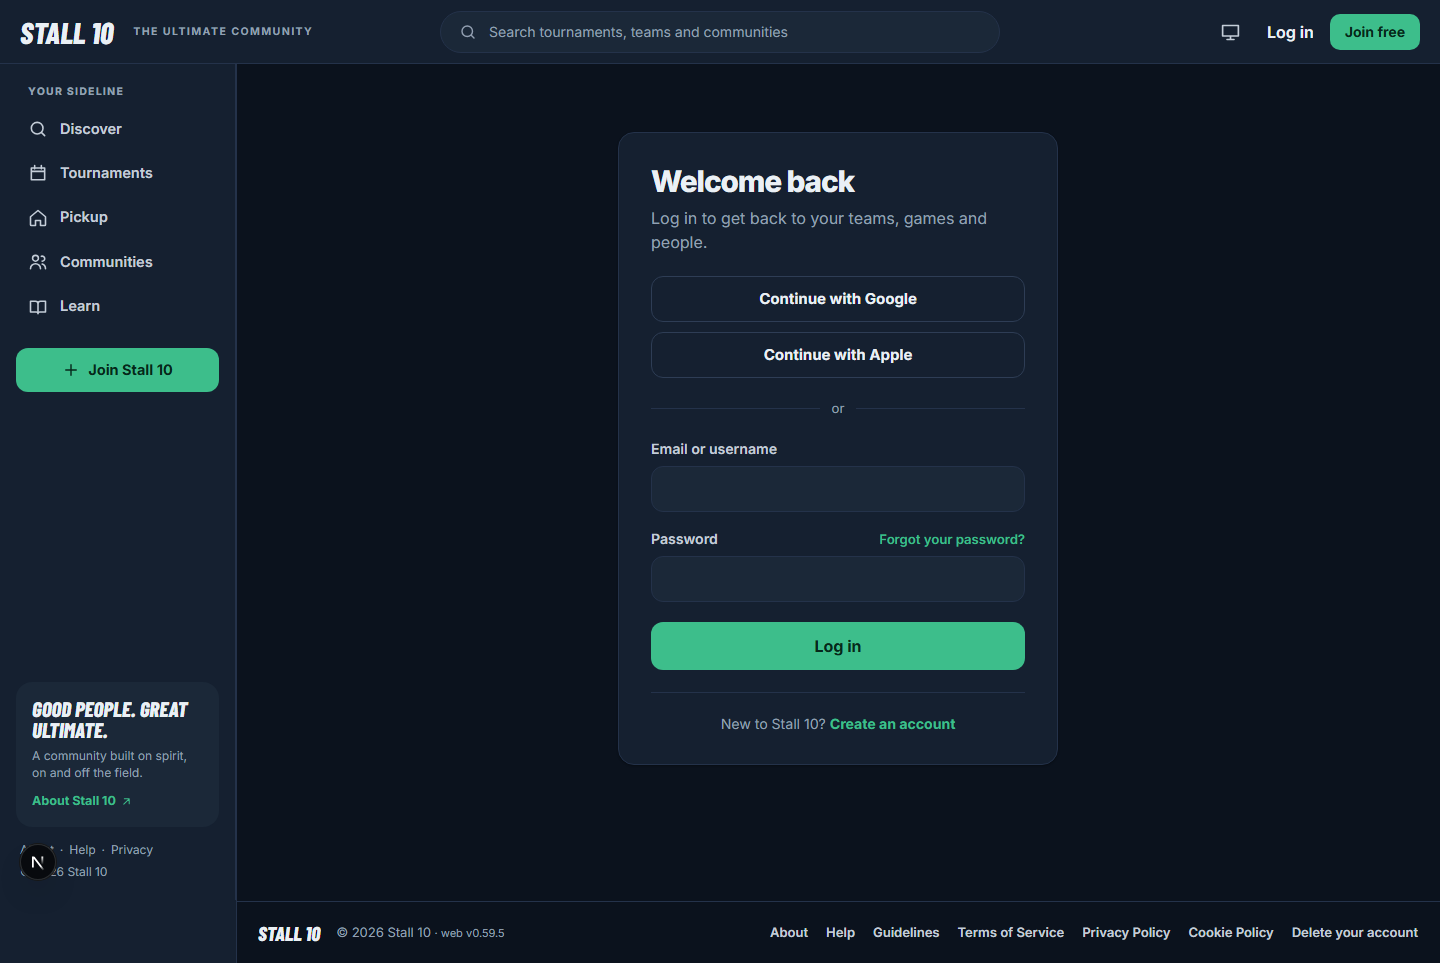 STALL 10
THE ULTIMATE COMMUNITY
Search tournaments, teams and communities
Log in
Join free
YOUR SIDELINE
Discover
Tournaments
Pickup
Communities
Learn
Join Stall 10
Welcome back
Log in to get back to your teams, games and
people.
Continue with Google
Continue with Apple
or
Email or username
Password
Forgot your password?
Log in
New to Stall 10? Create an account
GOOD PEOPLE. GREAT
ULTIMATE.
A community built on spirit,
on and off the field.
About Stall 10
· Help · Privacy
Stall 10
N
STALL 10
© 2026 Stall 10 · web v0.59.5
About
Help
Guidelines
Terms of Service
Privacy Policy
Cookie Policy
Delete your account